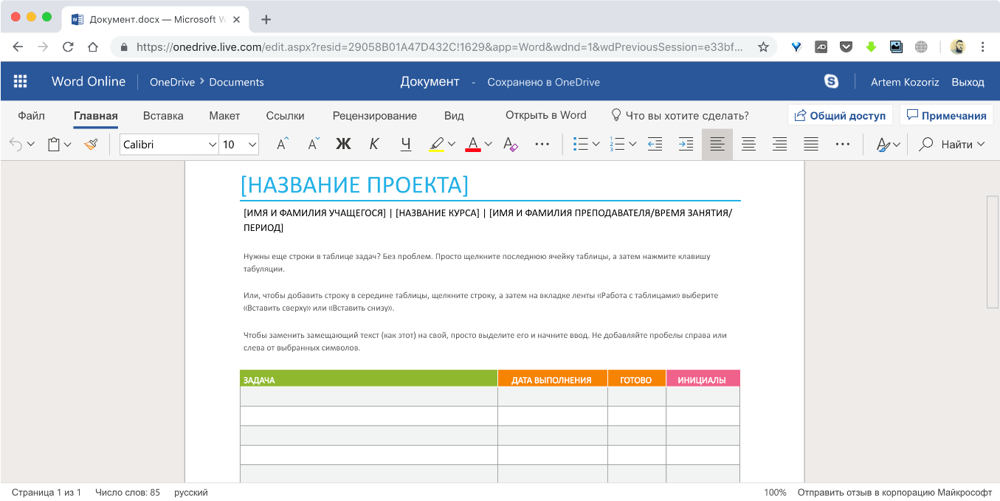 Документ.docx — Microsoft W
https://onedrive.live.com/edit.aspx?resid=29058B01A47D432C!1629&app=Word&wdnd=1&wdPreviousSession=e33bf...
Word Online OneDrive > Documents Документ - Сохранено в OneDrive Artem Kozoriz Выход
Файл Главная Вставка Макет Ссылки Рецензирование Вид Открыть в Word Что вы хотите сделать? Общий доступ Примечания
Calibri 10 А А Ж К Ч А А Найти
[НАЗВАНИЕ ПРОЕКТА]
[ИМЯ И ФАМИЛИЯ УЧАЩЕГОСЯ] | [НАЗВАНИЕ КУРСА] | [ИМЯ И ФАМИЛИЯ ПРЕПОДАВАТЕЛЯ/ВРЕМЯ ЗАНЯТИЯ/
ПЕРИОД]
Нужны еще строки в таблице задач? Без проблем. Просто щелкните последнюю ячейку таблицы, а затем нажмите клавишу
табуляции.
Или, чтобы добавить строку в середине таблицы, щелкните строку, а затем на вкладке ленты «Работа с таблицами» выберите
«Вставить сверху» или «Вставить снизу».
Чтобы заменить замещающий текст (как этот) на свой, просто выделите его и начните ввод. Не добавляйте пробелы справа или
слева от выбранных символов.
ЗАДАЧА ДАТА ВЫПОЛНЕНИЯ ГОТОВО ИНИЦИАЛЫ
Страница 1 из 1 Число слов: 85 русский 100% Отправить отзыв в корпорацию Майкрософт